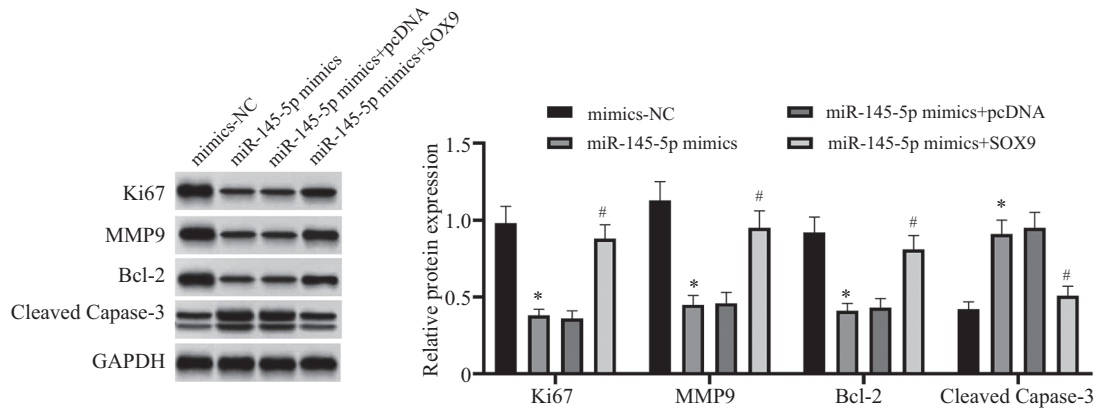 mimics-NC
miR-145-5p mimics
miR-145-5p mimics+pcDNA
miR-145-5p mimics+SOX9
Ki67
MMP9
Bcl-2
Cleaved Capase-3
GAPDH
mimics-NC
miR-145-5p mimics+pcDNA
miR-145-5p mimics
miR-145-5p mimics+SOX9
Relative protein expression
1.5
1.0
0.5
0
*
#
*
#
*
#
*
#
Ki67
MMP9
Bcl-2
Cleaved Capase-3